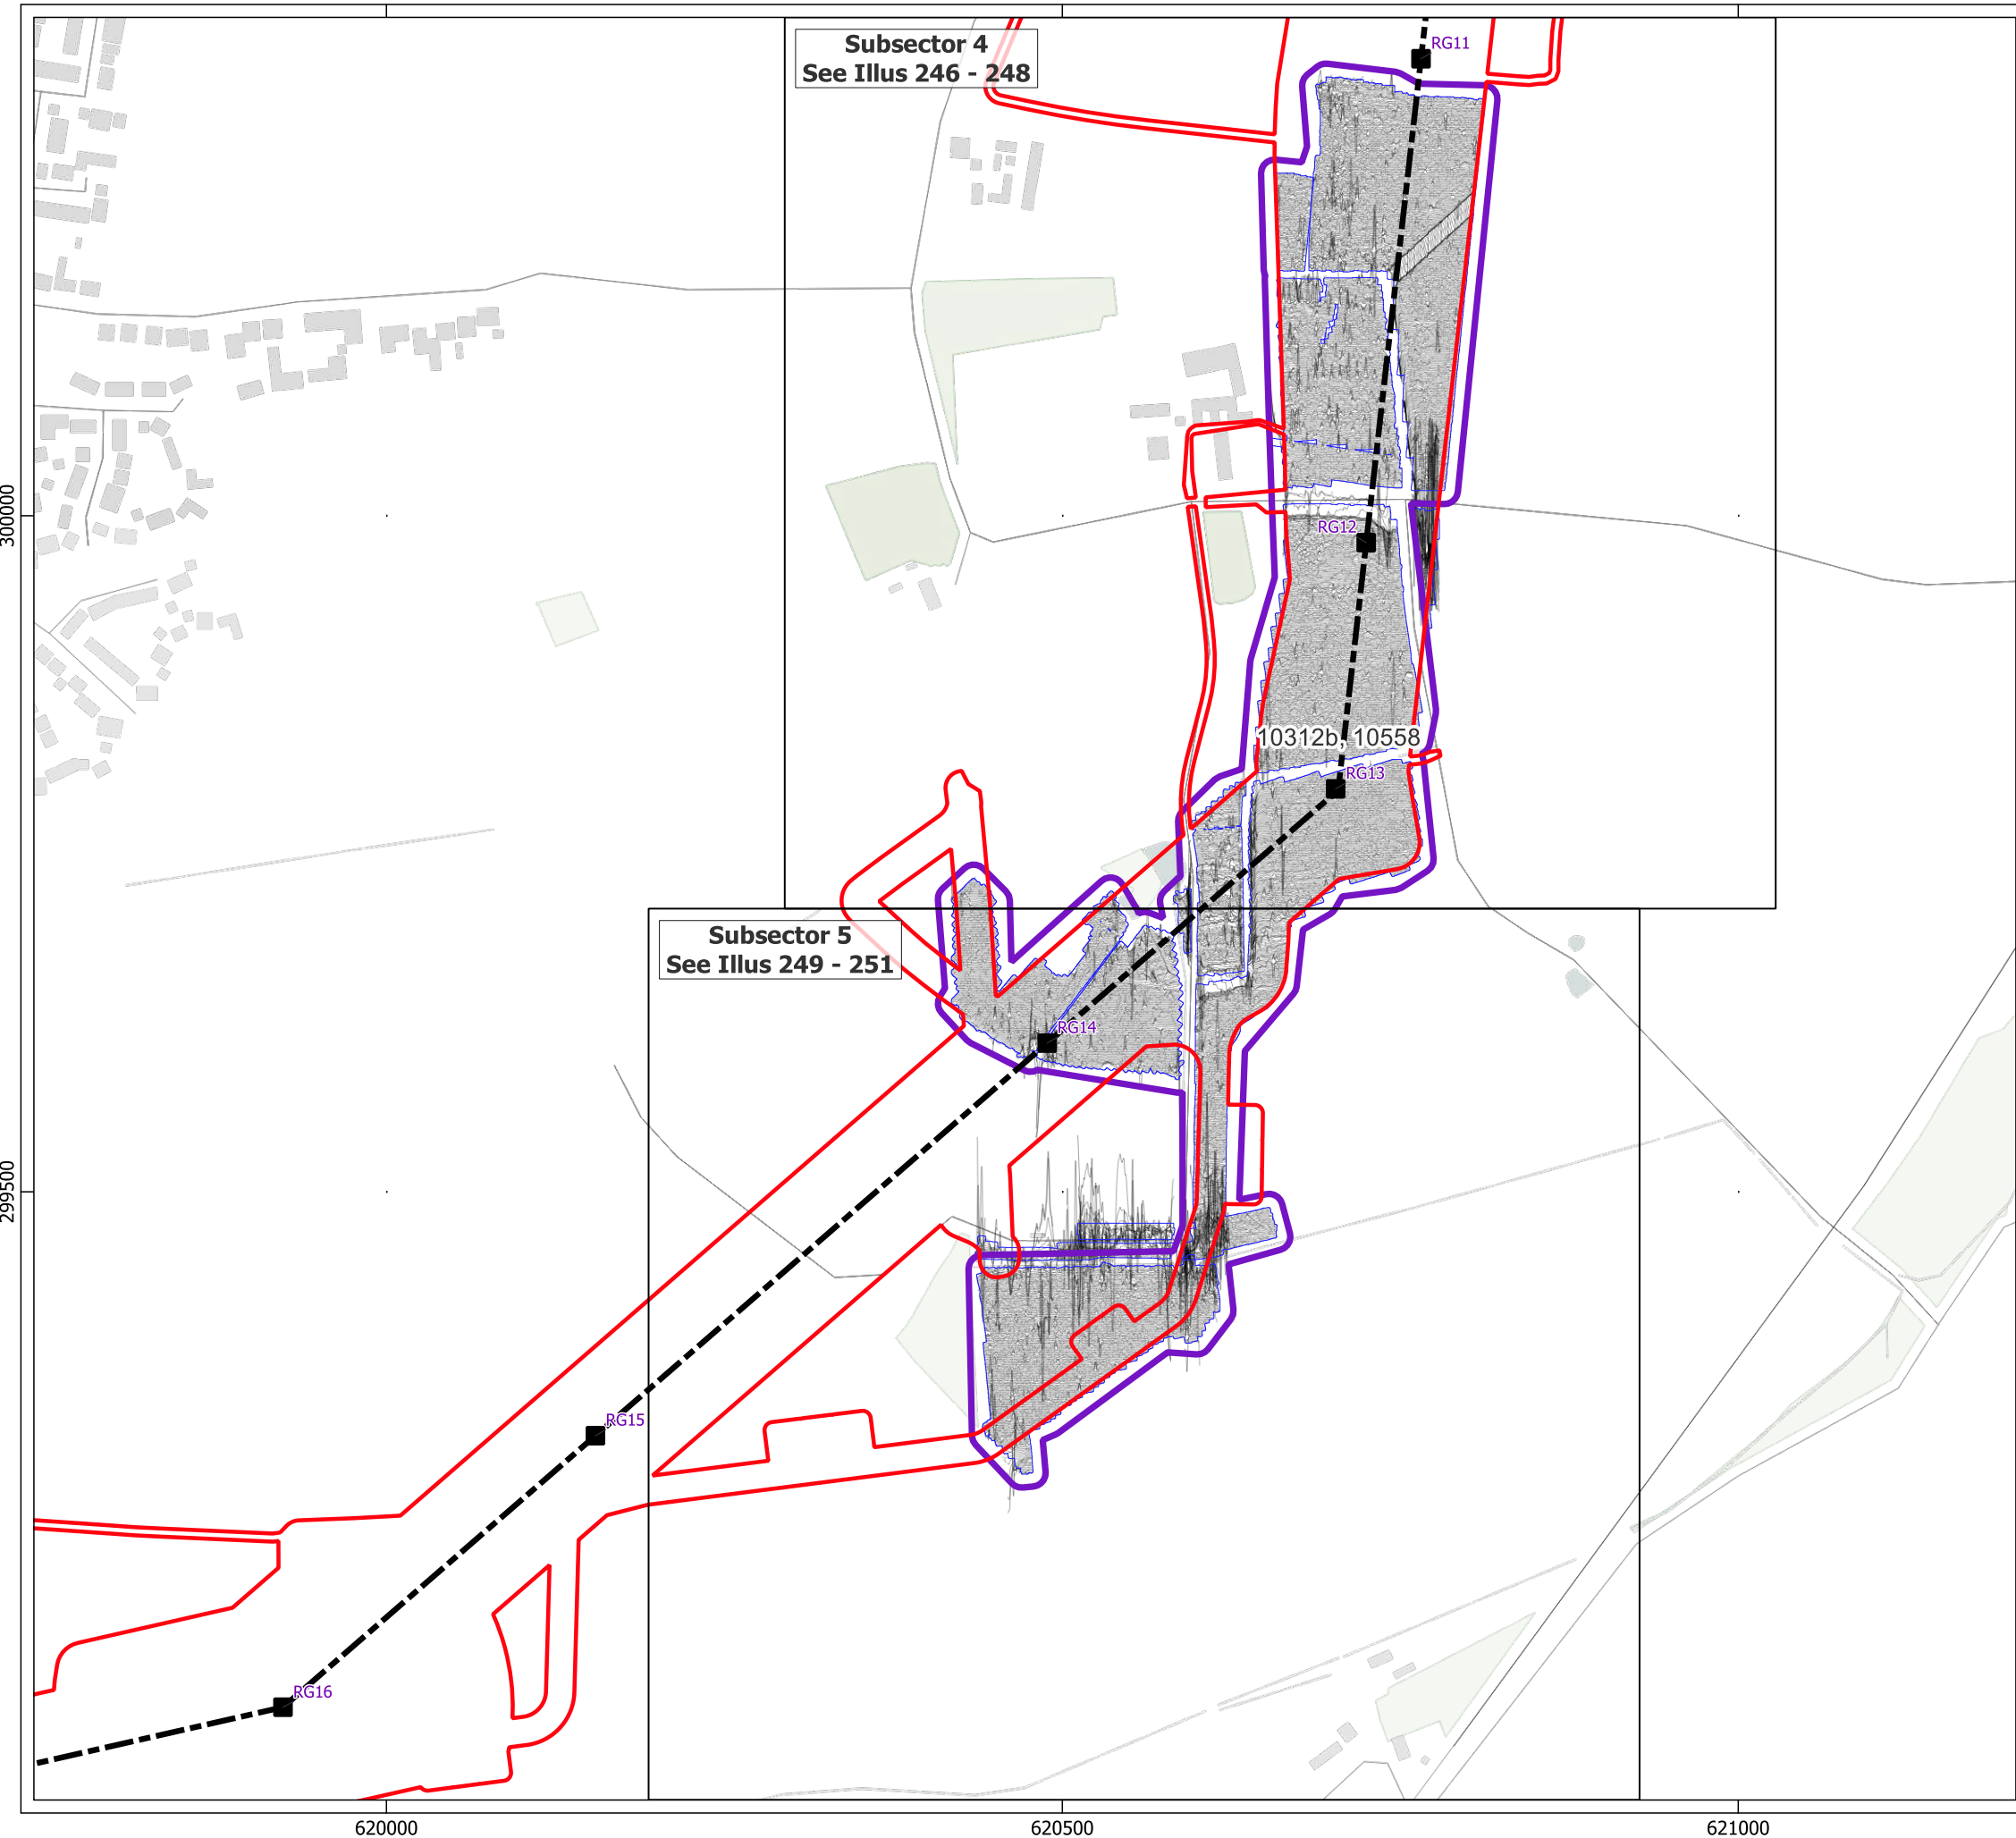 Subsector 4
See Illus 246 - 248
RG11
300000
RG12
10312b, 10558
RG13
Subsector 5
See Illus 249 - 251
RG14
299500
RG15
RG16
620000
620500
621000